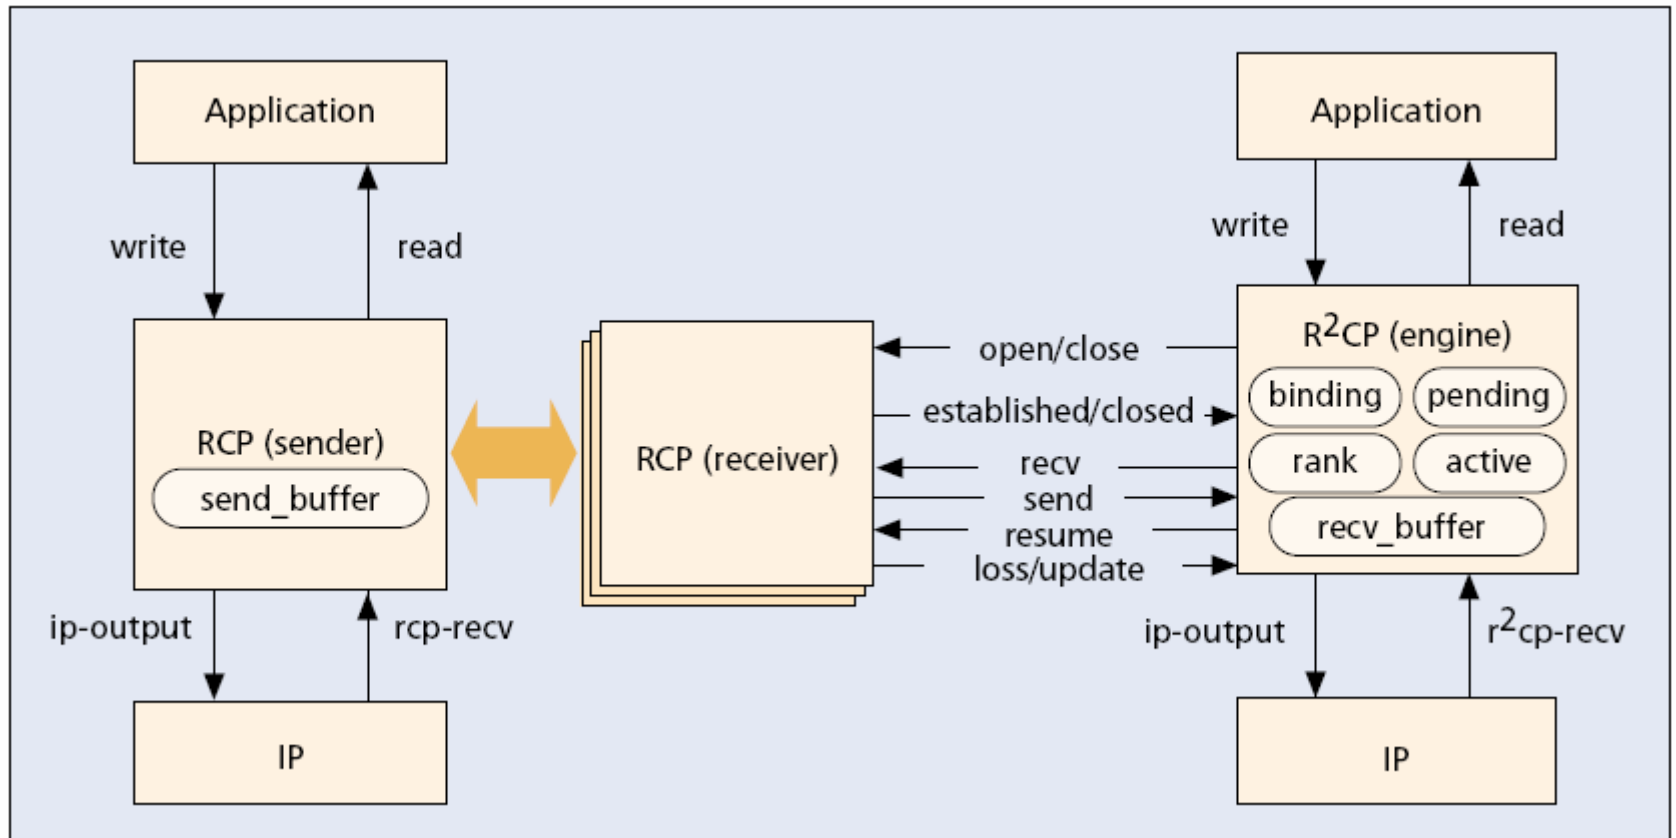 Application
write
read
RCP (sender)
send_buffer
ip-output
rcp-recv
IP
RCP (receiver)
open/close
established/closed
recv
send
resume
loss/update
Application
write
read
R²CP (engine)
binding
pending
rank
active
recv_buffer
ip-output
r²cp-recv
IP